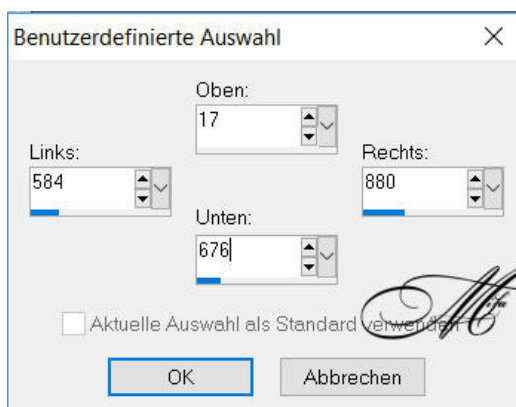 Benutzerdefinierte Auswahl
Oben:
17
Links:
584
Rechts:
880
Unten:
676
Aktuelle Auswahl als Standard verwenden
OK
Abbrechen